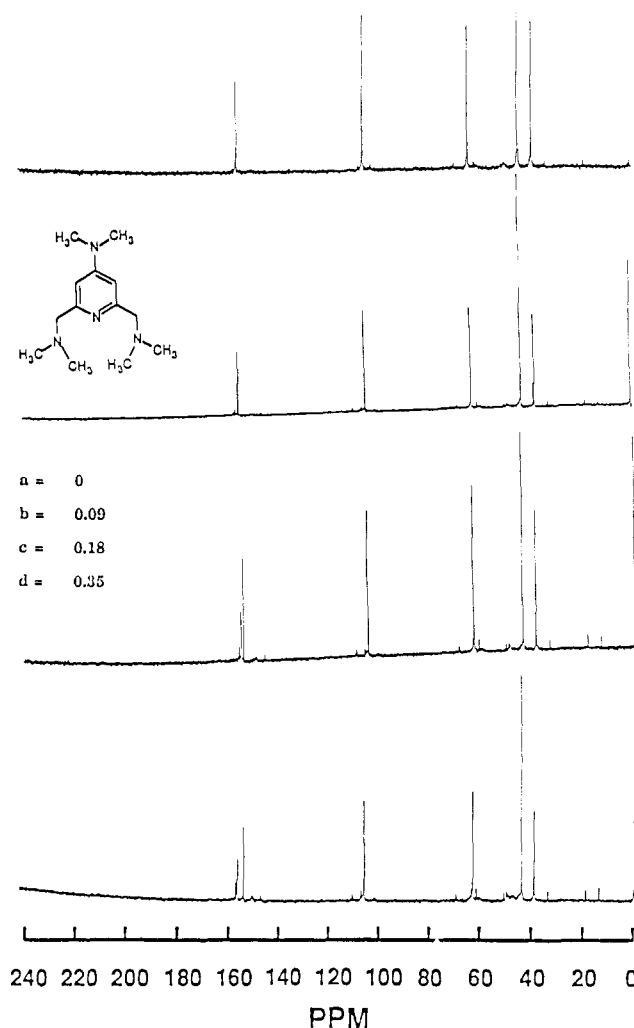 H₃C CH₃
N
N
N N
H₃C CH₃ H₃C CH₃
a = 0
b = 0.09
c = 0.18
d = 0.35
240 220 200 180 160 140 120 100 80 60 40 20 0
PPM